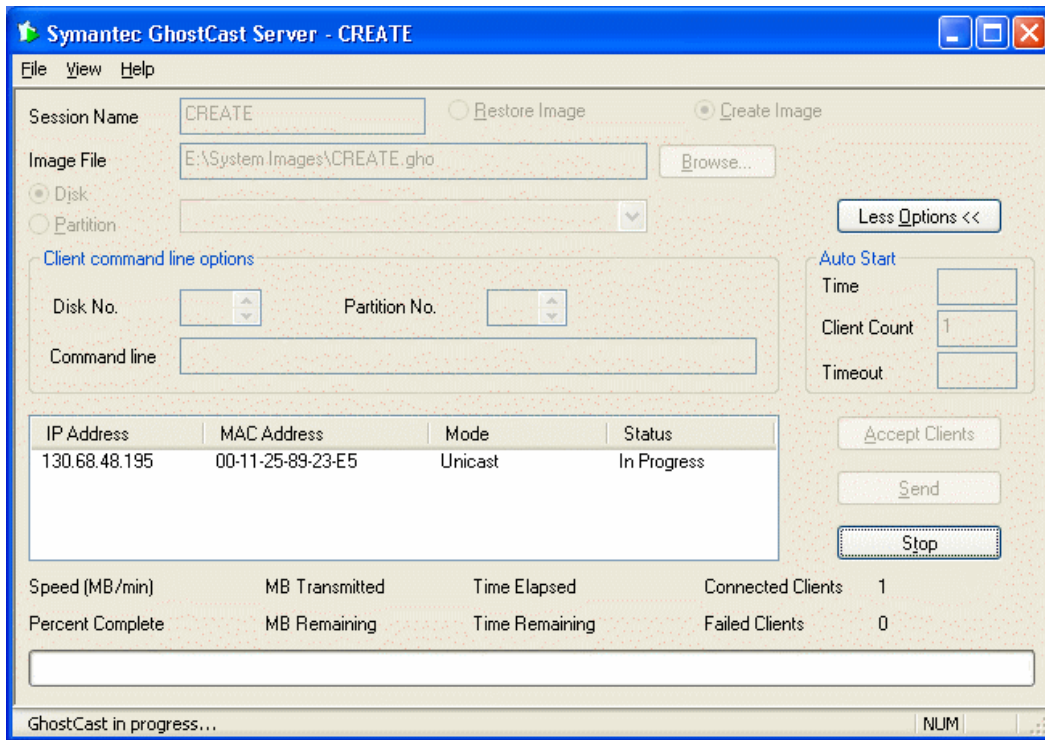 Symantec GhostCast Server - CREATE
File View Help
Session Name CREATE Restore Image Create Image
Image File E:\System Images\CREATE.gho Browse...
Disk
Partition Less Options <<
Client command line options Auto Start
Time
Disk No. Partition No.
Client Count 1
Command line
Timeout
IP Address MAC Address Mode Status Accept Clients
130.68.48.195 00-11-25-89-23-E5 Unicast In Progress
Send
Stop
Speed (MB/min) MB Transmitted Time Elapsed Connected Clients 1
Percent Complete MB Remaining Time Remaining Failed Clients 0
GhostCast in progress... NUM